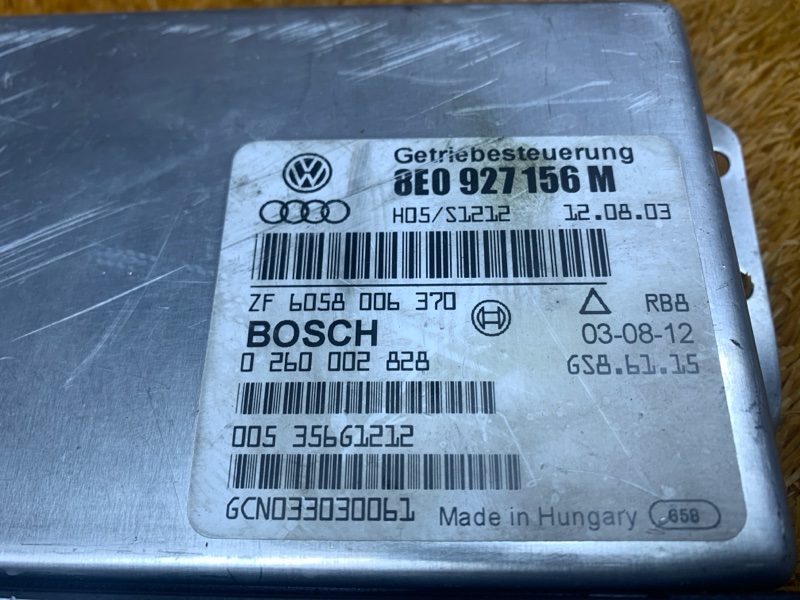 Getriebesteuerung
8E0 927 156 M
H05/S1212 12.08.03
ZF 6058 006 370 RB8
BOSCH 03-08-12
0 260 002 828 GS8.61.15
005 356G1212
GCN033030061 Made in Hungary 658